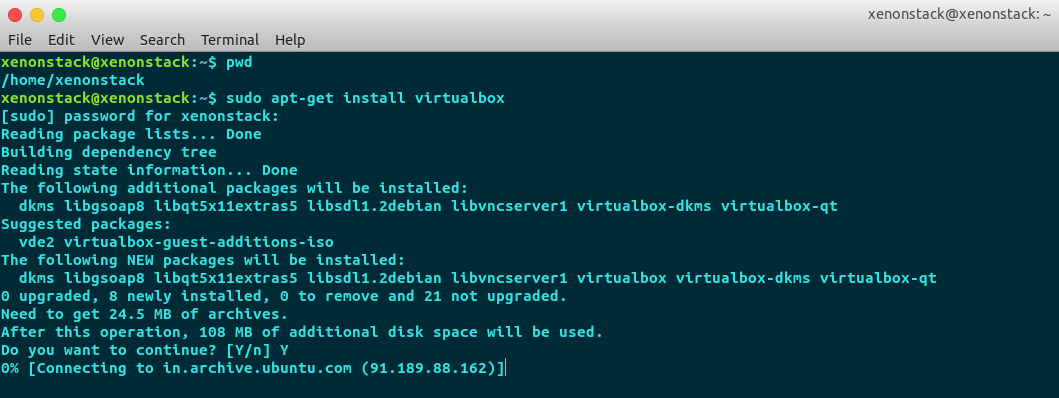 xenonstack@xenonstack: ~
File Edit View Search Terminal Help
xenonstack@xenonstack:~$ pwd
/home/xenonstack
xenonstack@xenonstack:~$ sudo apt-get install virtualbox
[sudo] password for xenonstack:
Reading package lists... Done
Building dependency tree
Reading state information... Done
The following additional packages will be installed:
  dkms libgsoap8 libqt5x11extras5 libsdl1.2debian libvncserver1 virtualbox-dkms virtualbox-qt
Suggested packages:
  vde2 virtualbox-guest-additions-iso
The following NEW packages will be installed:
  dkms libgsoap8 libqt5x11extras5 libsdl1.2debian libvncserver1 virtualbox virtualbox-dkms virtualbox-qt
0 upgraded, 8 newly installed, 0 to remove and 21 not upgraded.
Need to get 24.5 MB of archives.
After this operation, 108 MB of additional disk space will be used.
Do you want to continue? [Y/n] Y
0% [Connecting to in.archive.ubuntu.com (91.189.88.162)]